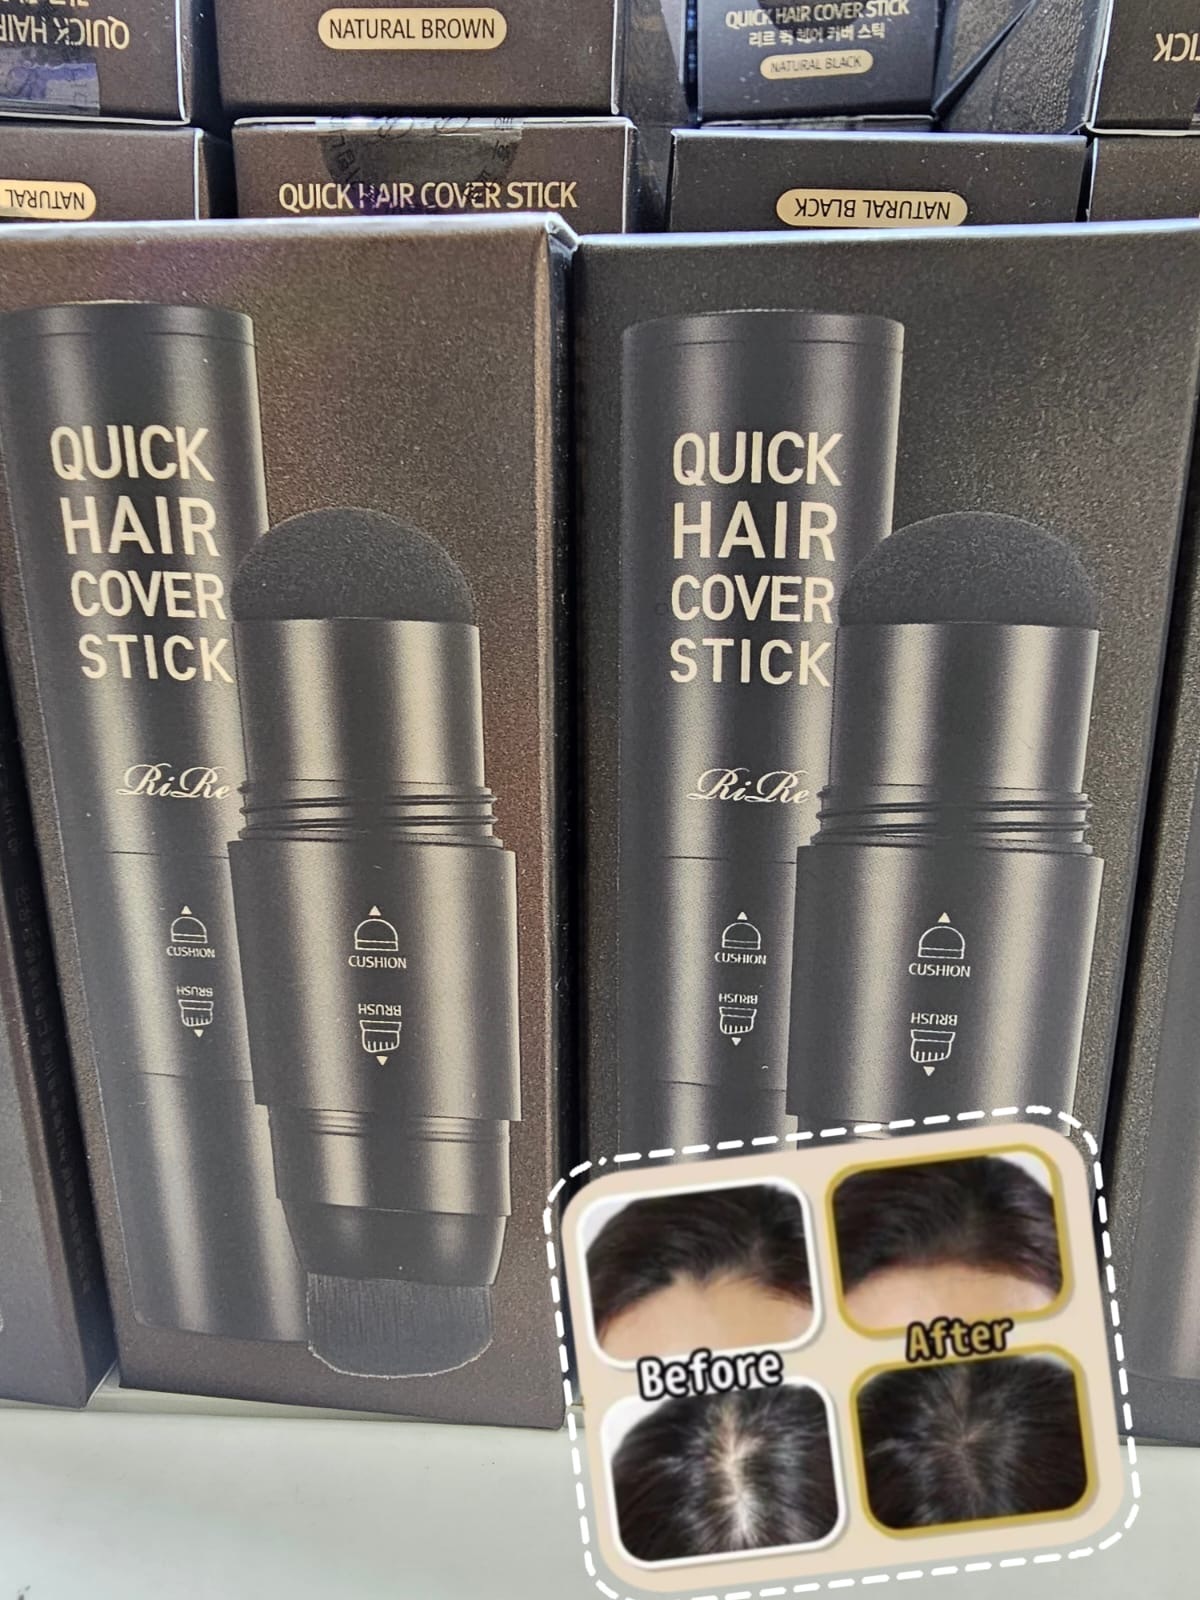 QUICK HAIR
NATURAL BROWN
QUICK HAIR COVER STICK
리르 퀵 헤어 커버 스틱
NATURAL BLACK
NATURAL
QUICK HAIR COVER STICK
NATURAL BLACK
QUICK
HAIR
COVER
STICK
RiRe
CUSHION
BRUSH
CUSHION
BRUSH
QUICK
HAIR
COVER
STICK
RiRe
CUSHION
BRUSH
CUSHION
BRUSH
Before
After